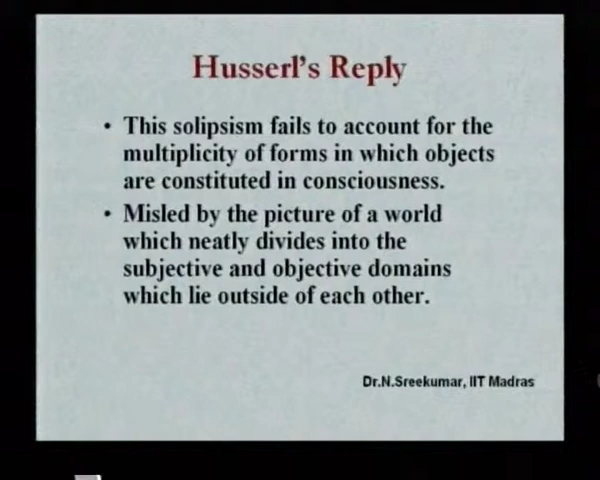 Husserl's Reply
• This solipsism fails to account for the
multiplicity of forms in which objects
are constituted in consciousness.
• Misled by the picture of a world
which neatly divides into the
subjective and objective domains
which lie outside of each other.
Dr.N.Sreekumar, IIT Madras